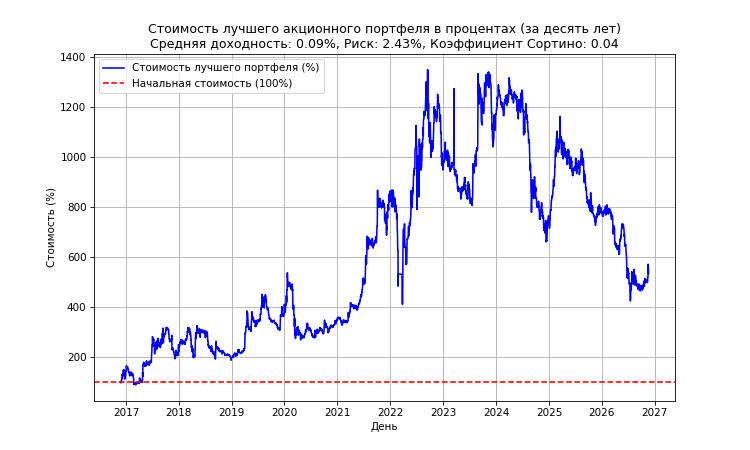 Стоимость лучшего акционного портфеля в процентах (за десять лет)
Средняя доходность: 0.09%, Риск: 2.43%, Коэффициент Сортино: 0.04
Стоимость лучшего портфеля (%)
Начальная стоимость (100%)
Стоимость (%)
1400
1200
1000
800
600
400
200
2017 2018 2019 2020 2021 2022 2023 2024 2025 2026 2027
День